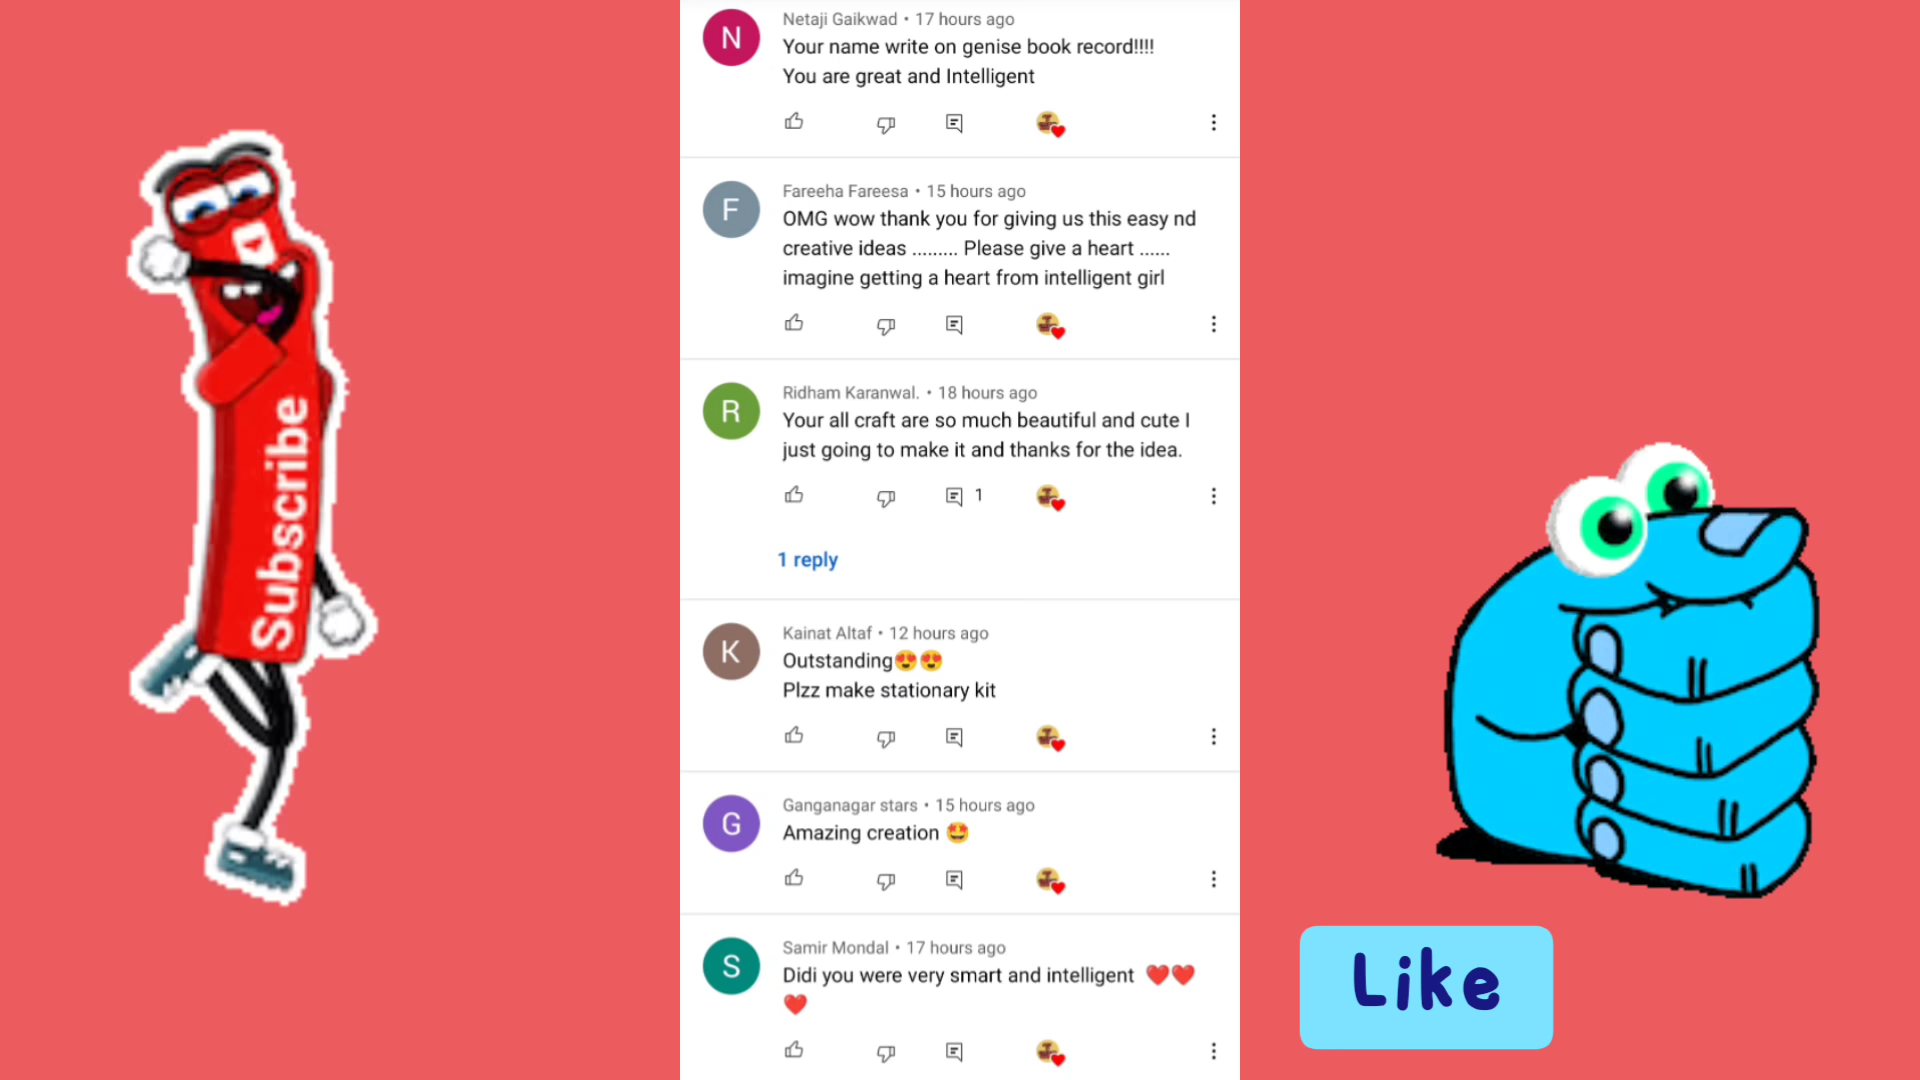 Netaji Gaikwad • 17 hours ago
N
Your name write on genise book record!!!!
You are great and Intelligent
Fareeha Fareesa • 15 hours ago
F
OMG wow thank you for giving us this easy nd
creative ideas ......... Please give a heart ......
imagine getting a heart from intelligent girl
Ridham Karanwal. • 18 hours ago
R
Your all craft are so much beautiful and cute I
just going to make it and thanks for the idea.
1
1 reply
Kainat Altaf • 12 hours ago
K
Outstanding😍😍
Plzz make stationary kit
Ganganagar stars • 15 hours ago
G
Amazing creation 🤩
Samir Mondal • 17 hours ago
S
Didi you were very smart and intelligent ❤️❤️
❤️
Subscribe
Like